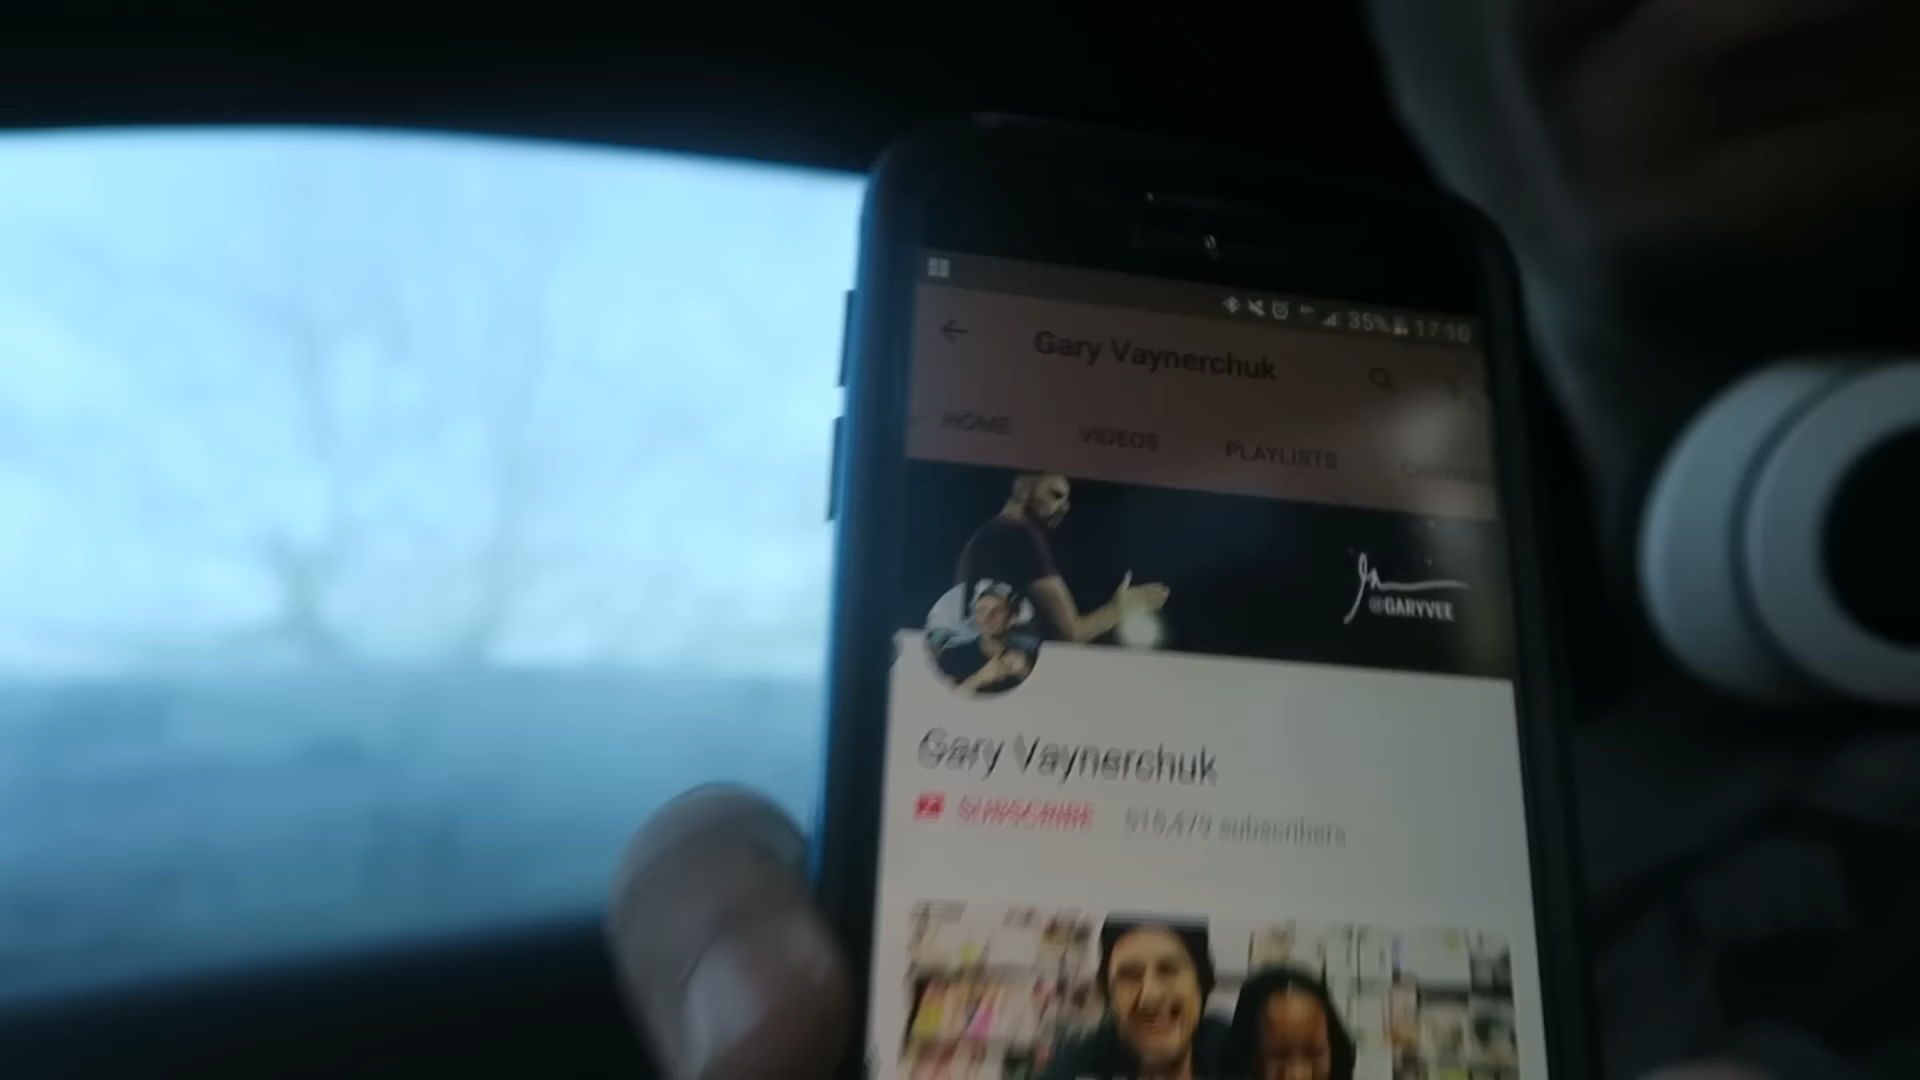 35% 17:10
Gary Vaynerchuk
HOME VIDEOS PLAYLISTS
@GARYVEE
Gary Vaynerchuk
SUBSCRIBE subscribers